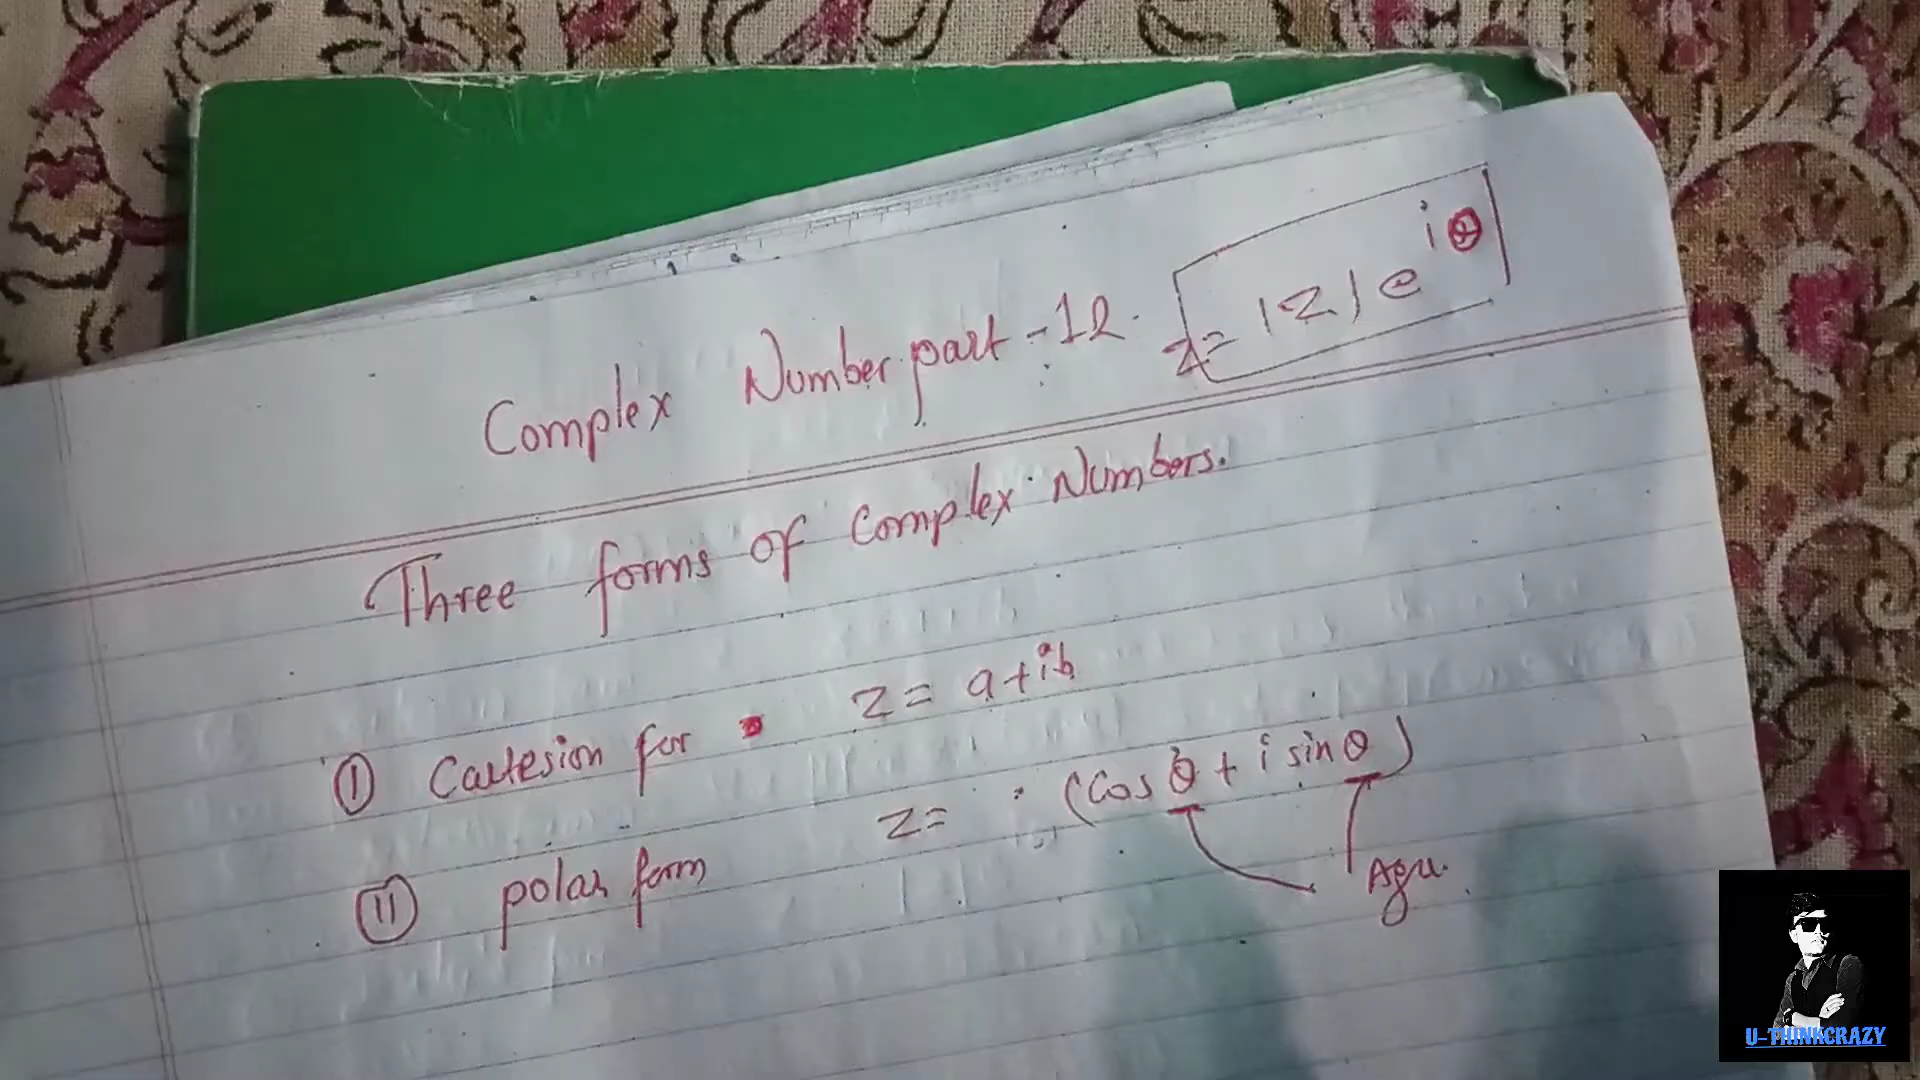 Complex Number part - 12. z = |z| e^iθ
Three forms of Complex Numbers.
① Cartesion for z = a+ib
② polar form z = (Cos θ + i sin θ)
Agu.
U-THINKCRAZY